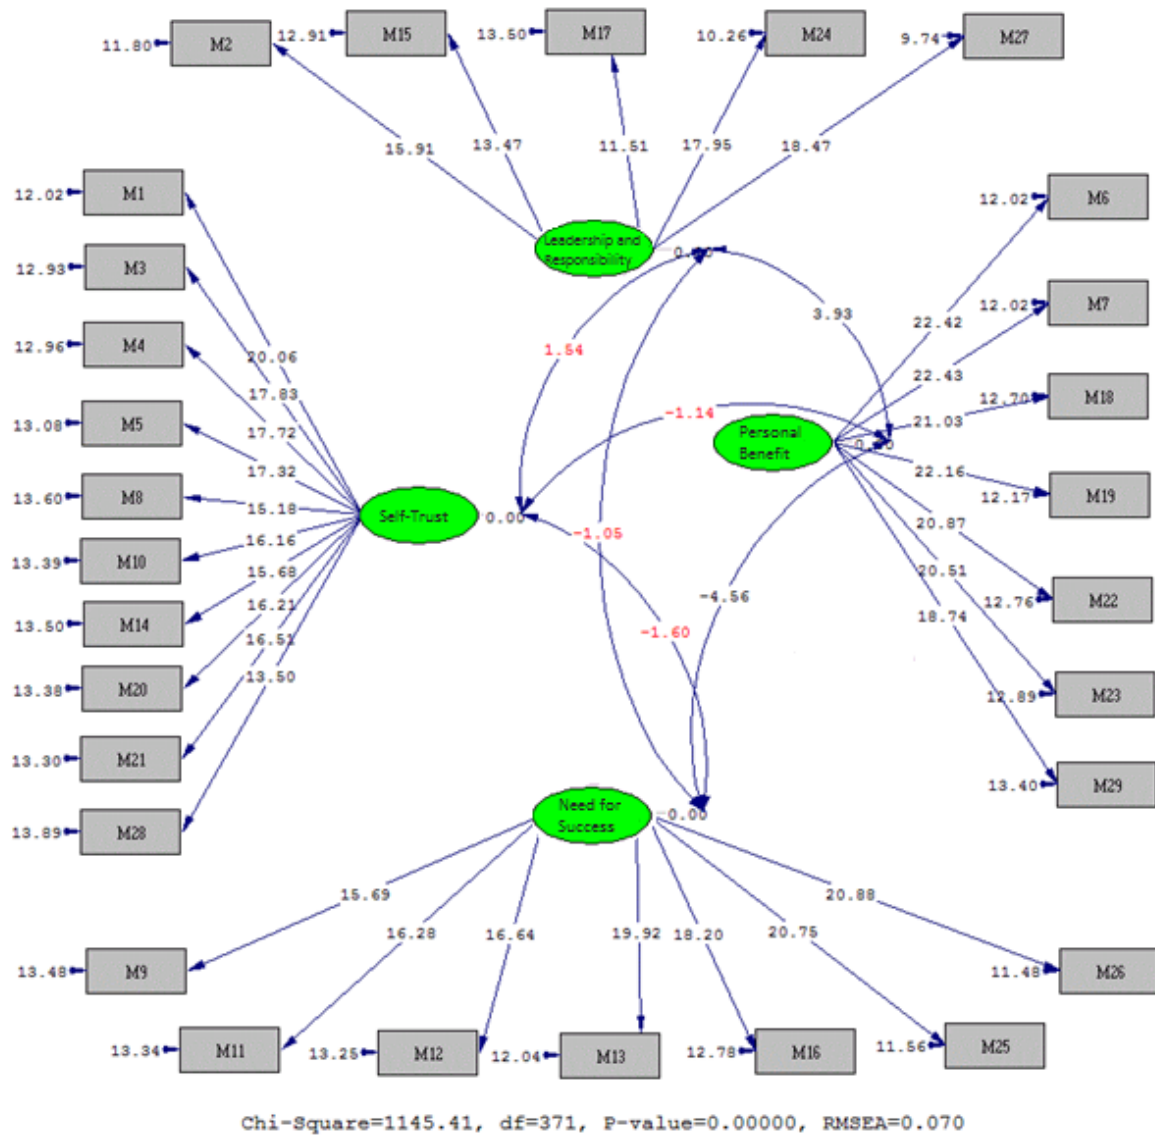 11.80 M2
12.91 M15
13.50 M17
10.26 M24
9.74 M27
15.91
13.47
11.51
17.95
18.47
Leadership and
Responsibility
12.02 M1
12.93 M3
12.96 M4
13.08 M5
13.60 M8
13.39 M10
13.50 M14
13.38 M20
13.30 M21
13.89 M28
20.06
17.83
17.72
17.32
15.18
16.16
15.68
16.21
16.51
13.50
Self-Trust
0.00
1.54
3.93
-1.14
-1.05
-4.56
-1.60
Personal
Benefit
22.42
22.43
21.03
22.16
20.87
20.51
18.74
12.02 M6
12.02 M7
12.70 M18
12.17 M19
12.76 M22
12.89 M23
13.40 M29
Need for
Success
0.00
15.69
16.28
16.64
19.92
18.20
20.75
20.88
13.48 M9
13.34 M11
13.25 M12
12.04 M13
12.78 M16
11.56 M25
11.48 M26
Chi-Square=1145.41, df=371, P-value=0.00000, RMSEA=0.070